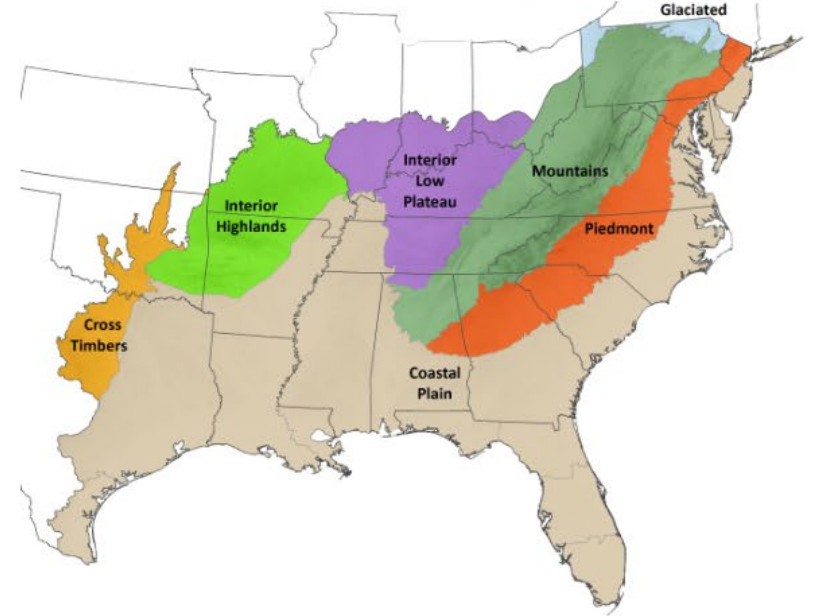 Glaciated
Interior
Low
Plateau
Mountains
Interior
Highlands
Piedmont
Cross
Timbers
Coastal
Plain